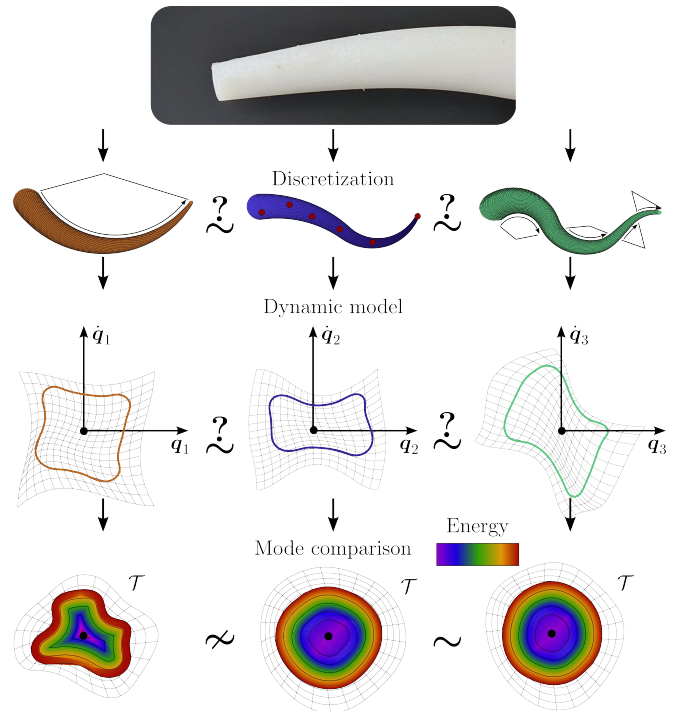 Discretization
? ∼ ? ∼
Dynamic model
q̇₁ q̇₂ q̇₃
? ∼ ? ∼
q₁ q₂ q₃
Energy
Mode comparison
𝒯 𝒯 𝒯
≁ ∼